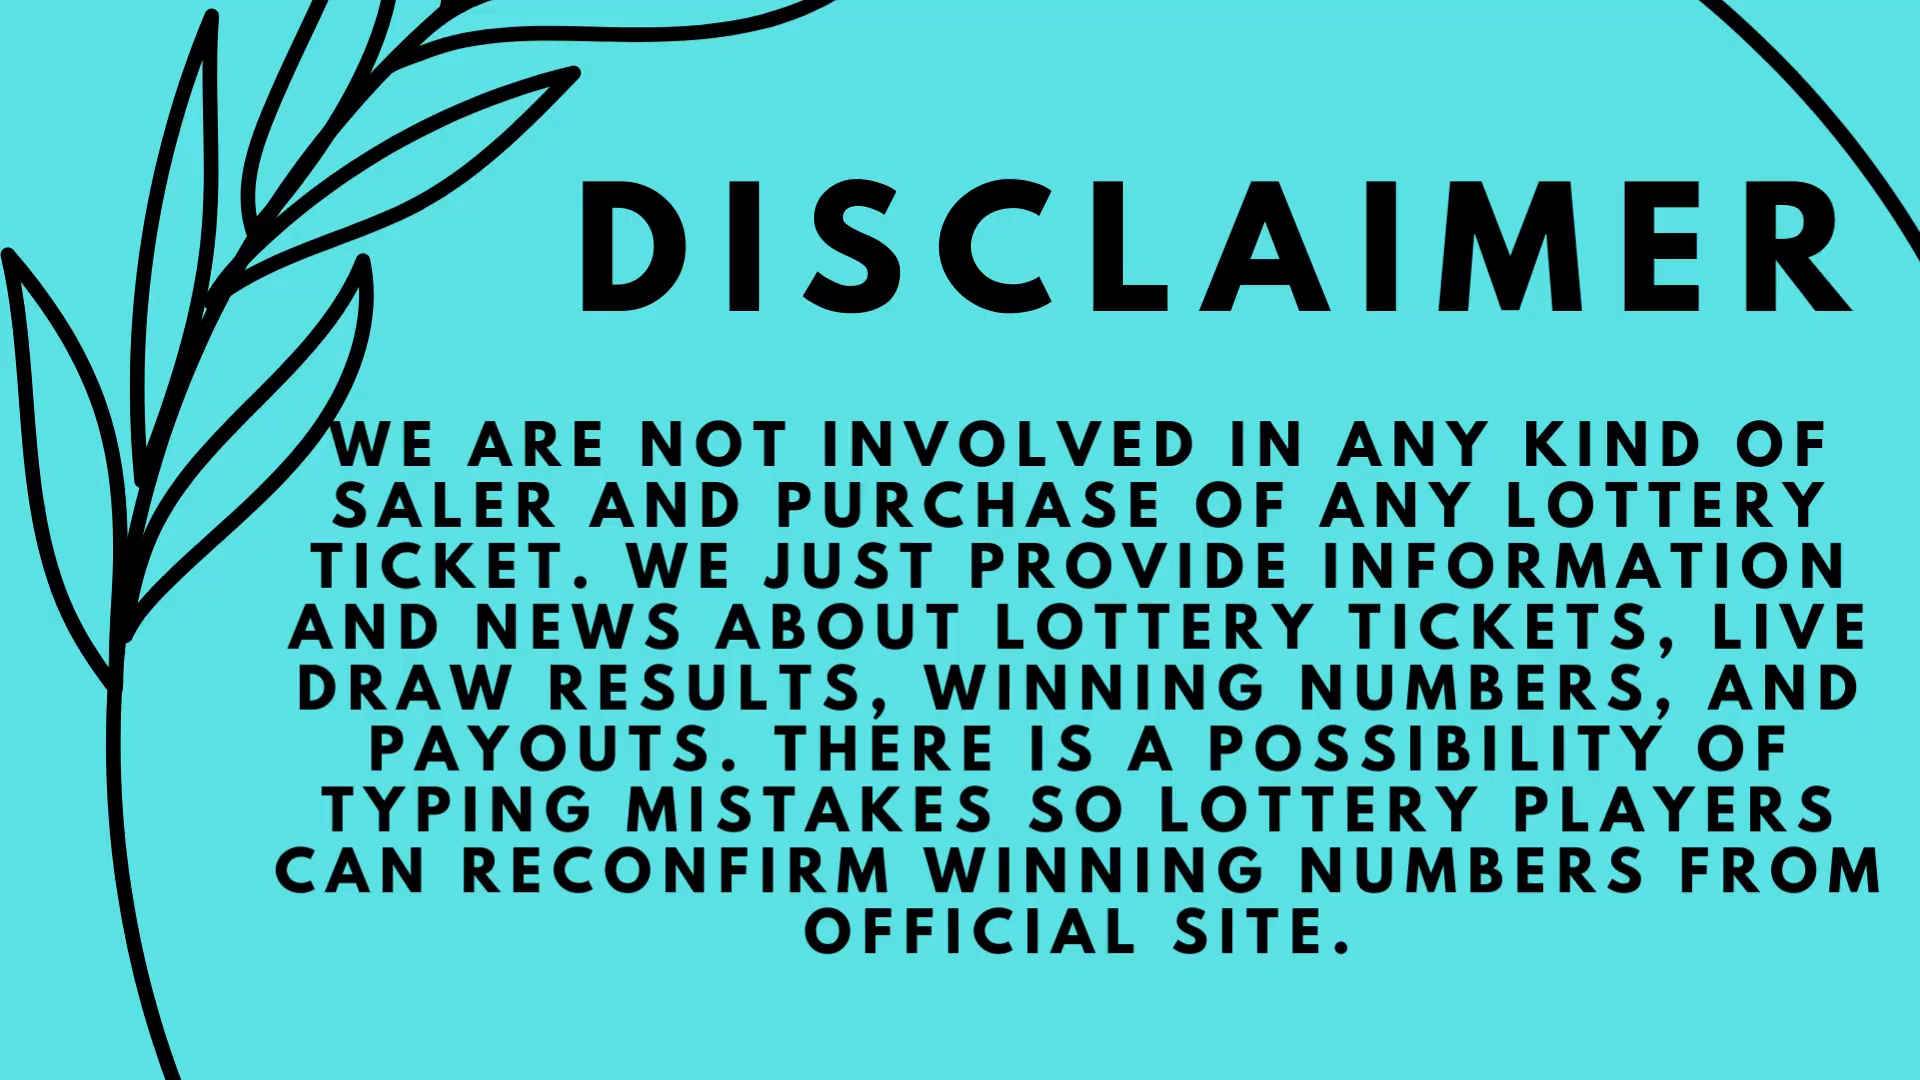 DISCLAIMER
WE ARE NOT INVOLVED IN ANY KIND OF
SALER AND PURCHASE OF ANY LOTTERY
TICKET. WE JUST PROVIDE INFORMATION
AND NEWS ABOUT LOTTERY TICKETS, LIVE
DRAW RESULTS, WINNING NUMBERS, AND
PAYOUTS. THERE IS A POSSIBILITY OF
TYPING MISTAKES SO LOTTERY PLAYERS
CAN RECONFIRM WINNING NUMBERS FROM
OFFICIAL SITE.